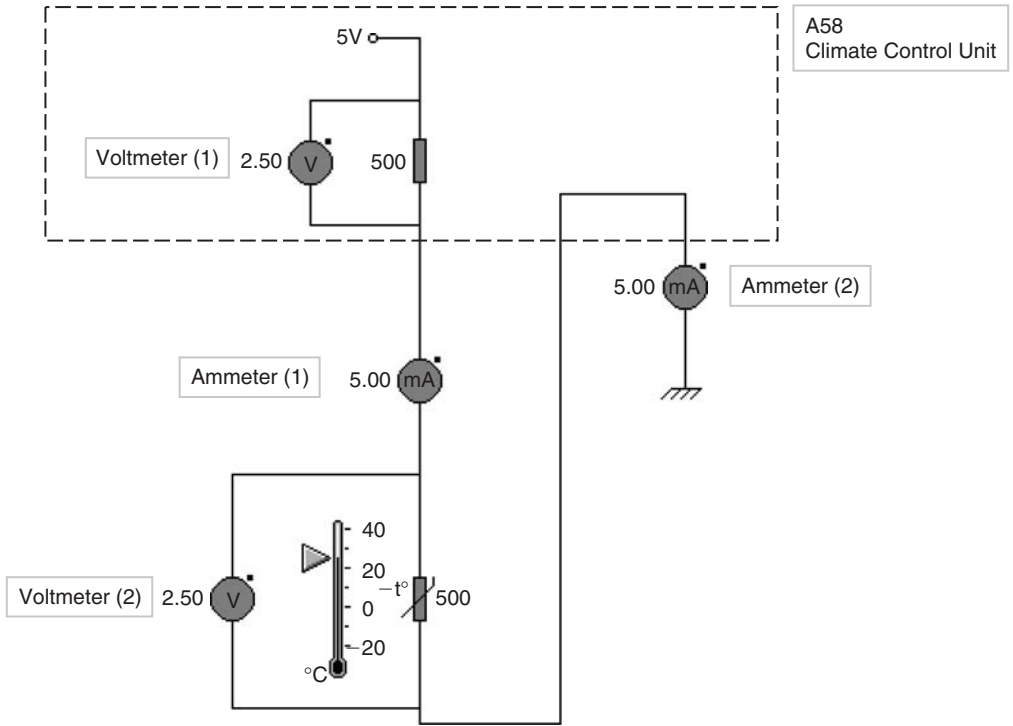 A58
Climate Control Unit
5V
Voltmeter (1)
2.50
V
500
5.00
mA
Ammeter (2)
Ammeter (1)
5.00
mA
40
20
0
−20
°C
−t°
500
Voltmeter (2)
2.50
V